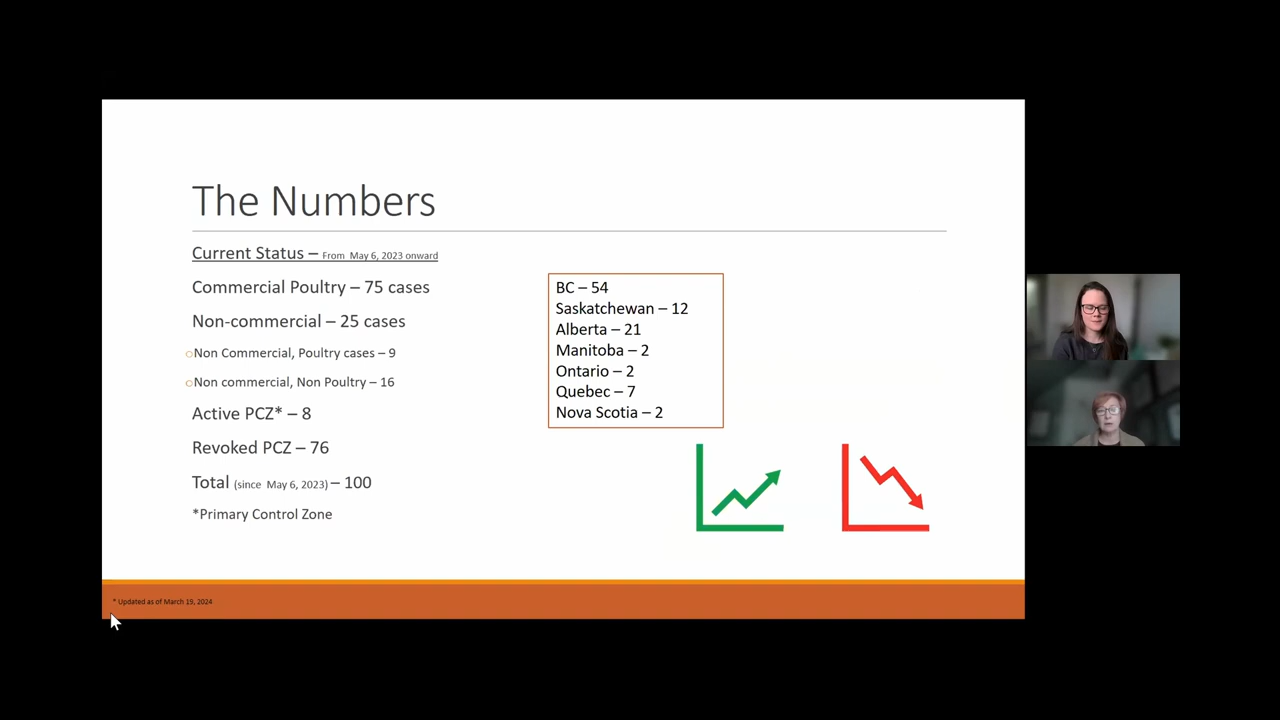 The Numbers
Current Status – From May 6, 2023 onward
Commercial Poultry – 75 cases
Non-commercial – 25 cases
Non Commercial, Poultry cases – 9
Non commercial, Non Poultry – 16
Active PCZ* – 8
Revoked PCZ – 76
Total (since May 6, 2023) – 100
*Primary Control Zone
BC – 54
Saskatchewan – 12
Alberta – 21
Manitoba – 2
Ontario – 2
Quebec – 7
Nova Scotia – 2
* Updated as of March 19, 2024